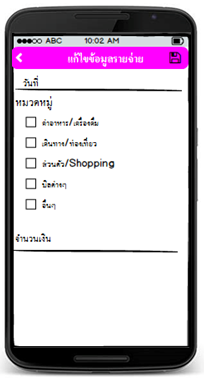 ABC 10:02 AM
แก้ไขข้อมูลรายจ่าย
วันที่
หมวดหมู่
ค่าอาหาร/เครื่องดื่ม
เดินทาง/ท่องเที่ยว
ส่วนตัว/Shopping
บิลต่างๆ
อื่นๆ
จำนวนเงิน